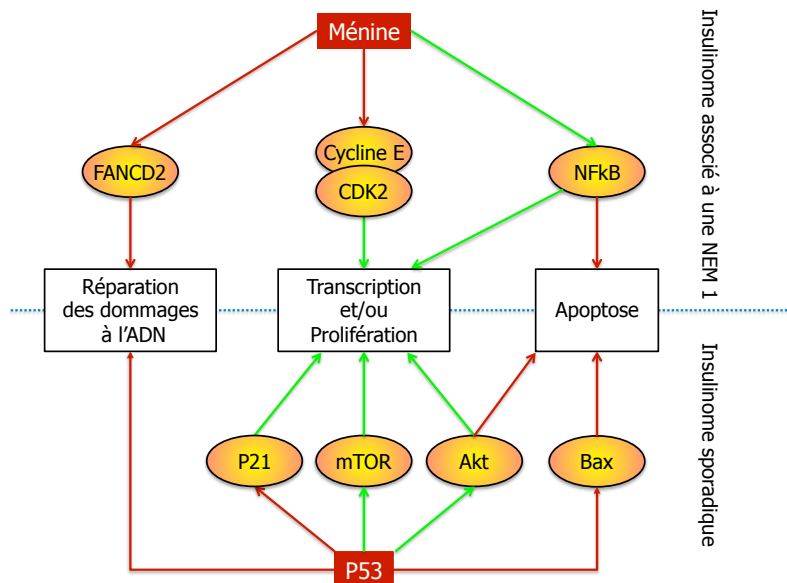 Ménine
Cycline E
FANCD2
CDK2
NFkB
Insulinome associé à une NEM 1
Réparation
des dommages
à l'ADN
Transcription
et/ou
Prolifération
Apoptose
Insulinome sporadique
P21
mTOR
Akt
Bax
P53